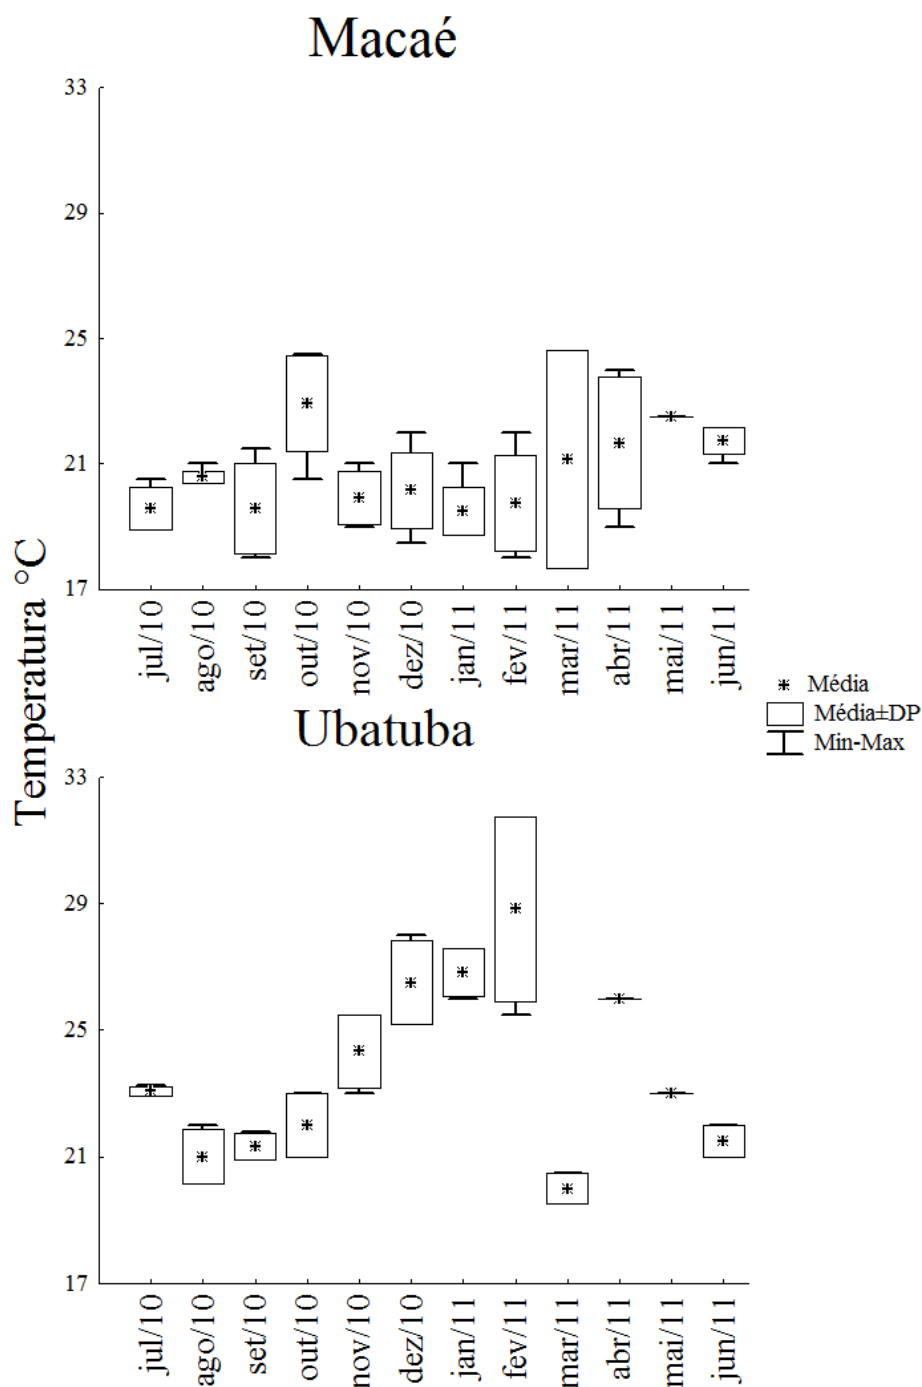 Macaé
33
29
25
21
17
jul/10
ago/10
set/10
out/10
nov/10
dez/10
jan/11
fev/11
mar/11
abr/11
mai/11
jun/11
Temperatura °C
Média
Média±DP
Min-Max
Ubatuba
33
29
25
21
17
jul/10
ago/10
set/10
out/10
nov/10
dez/10
jan/11
fev/11
mar/11
abr/11
mai/11
jun/11